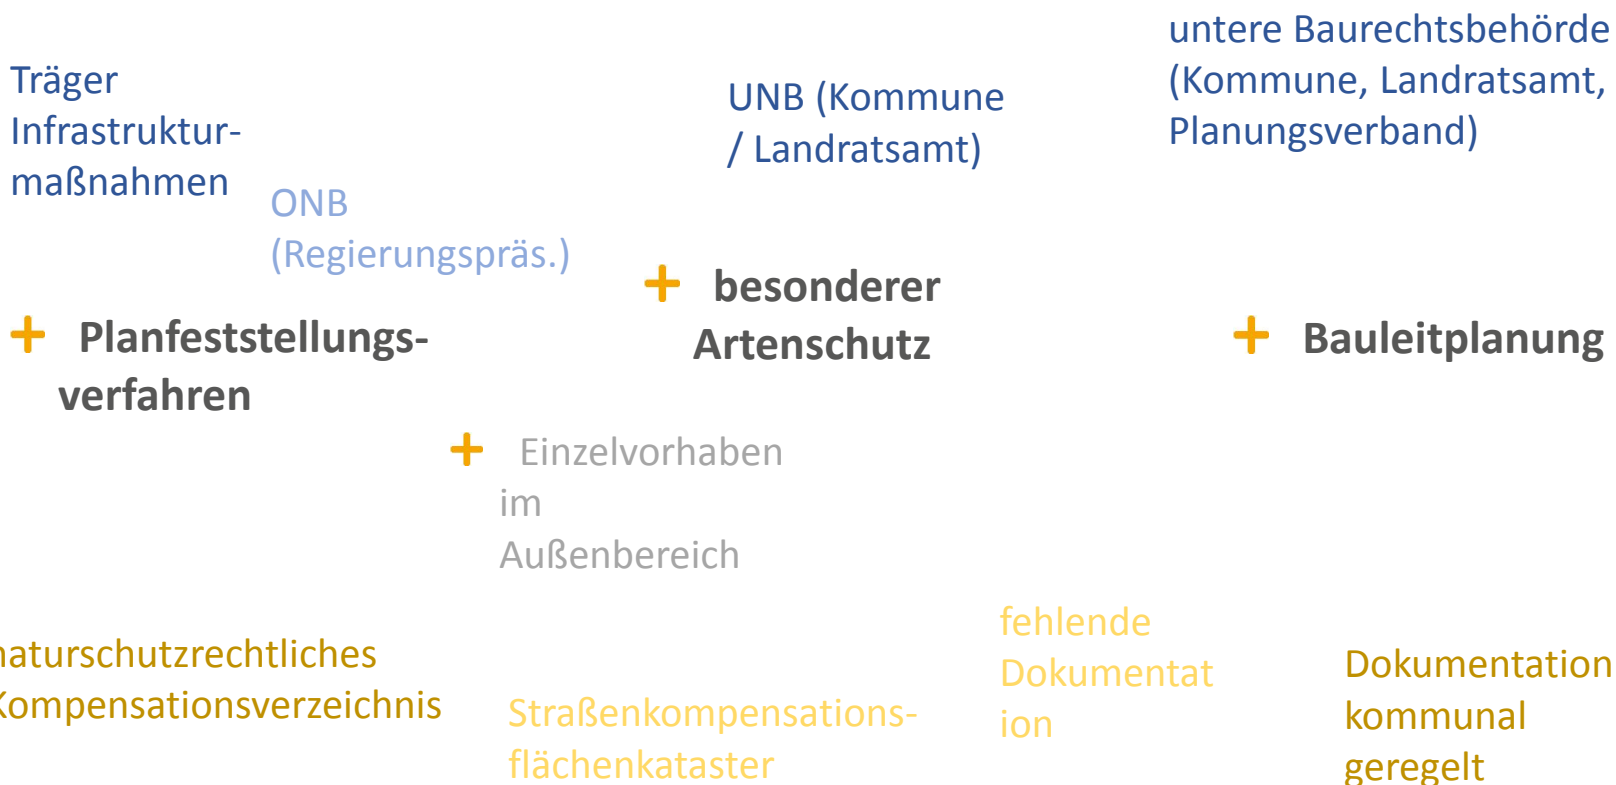 Träger
Infrastruktur-
maßnahmen
ONB
(Regierungspräs.)
UNB (Kommune
/ Landratsamt)
untere Baurechtsbehörde
(Kommune, Landratsamt,
Planungsverband)
+ Planfeststellungs-
verfahren
+ besonderer
Artenschutz
+ Bauleitplanung
+ Einzelvorhaben
im
Außenbereich
naturschutzrechtliches
Kompensationsverzeichnis
Straßenkompensations-
flächenkataster
fehlende
Dokumentat
ion
Dokumentation
kommunal
geregelt